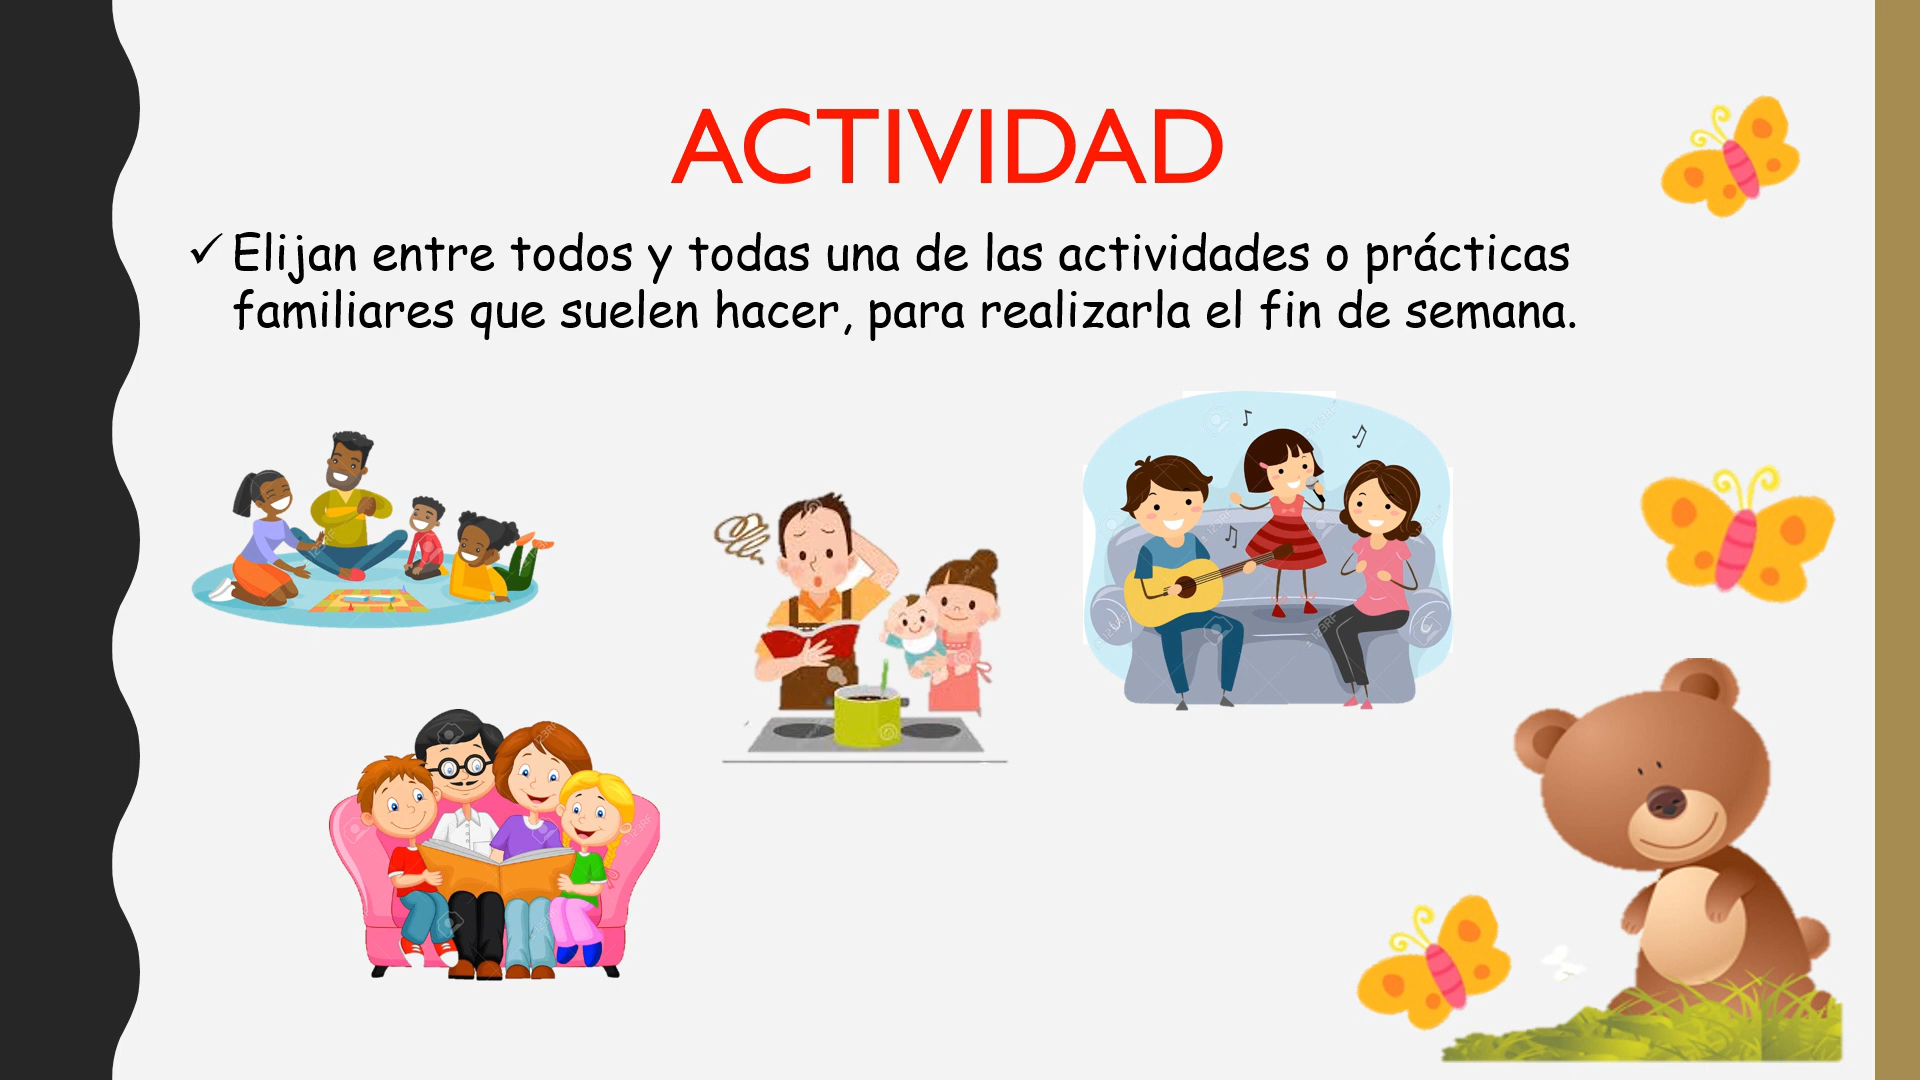 ACTIVIDAD
✓ Elijan entre todos y todas una de las actividades o prácticas
familiares que suelen hacer, para realizarla el fin de semana.